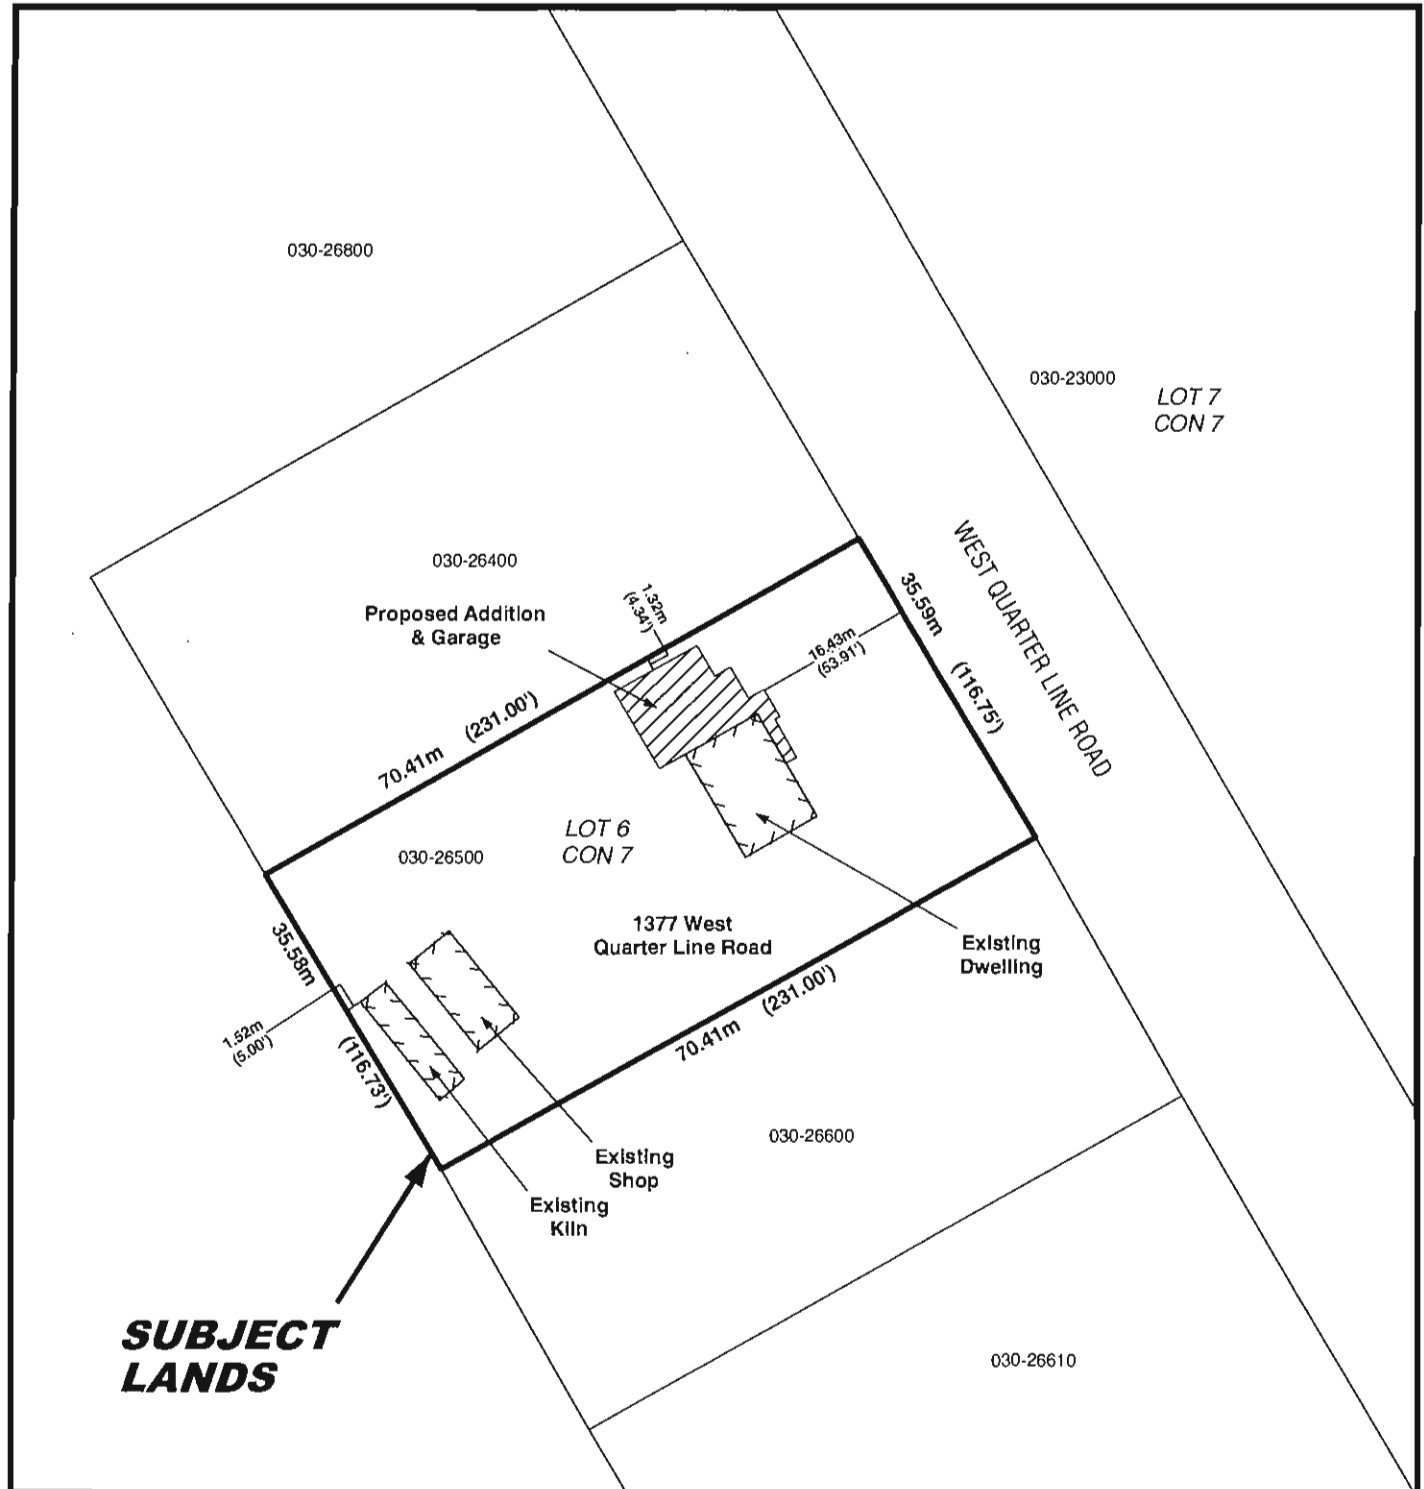 030-26800
030-23000
LOT 7
CON 7
WEST QUARTER LINE ROAD
030-26400
Proposed Addition
& Garage
1.32m
(4.34')
16.43m
(53.91')
35.59m (116.75')
70.41m (231.00')
LOT 6
CON 7
030-26500
1377 West
Quarter Line Road
Existing
Dwelling
35.58m (116.73')
1.52m
(5.00')
70.41m (231.00')
030-26600
Existing
Shop
Existing
Kiln
SUBJECT
LANDS
030-26610